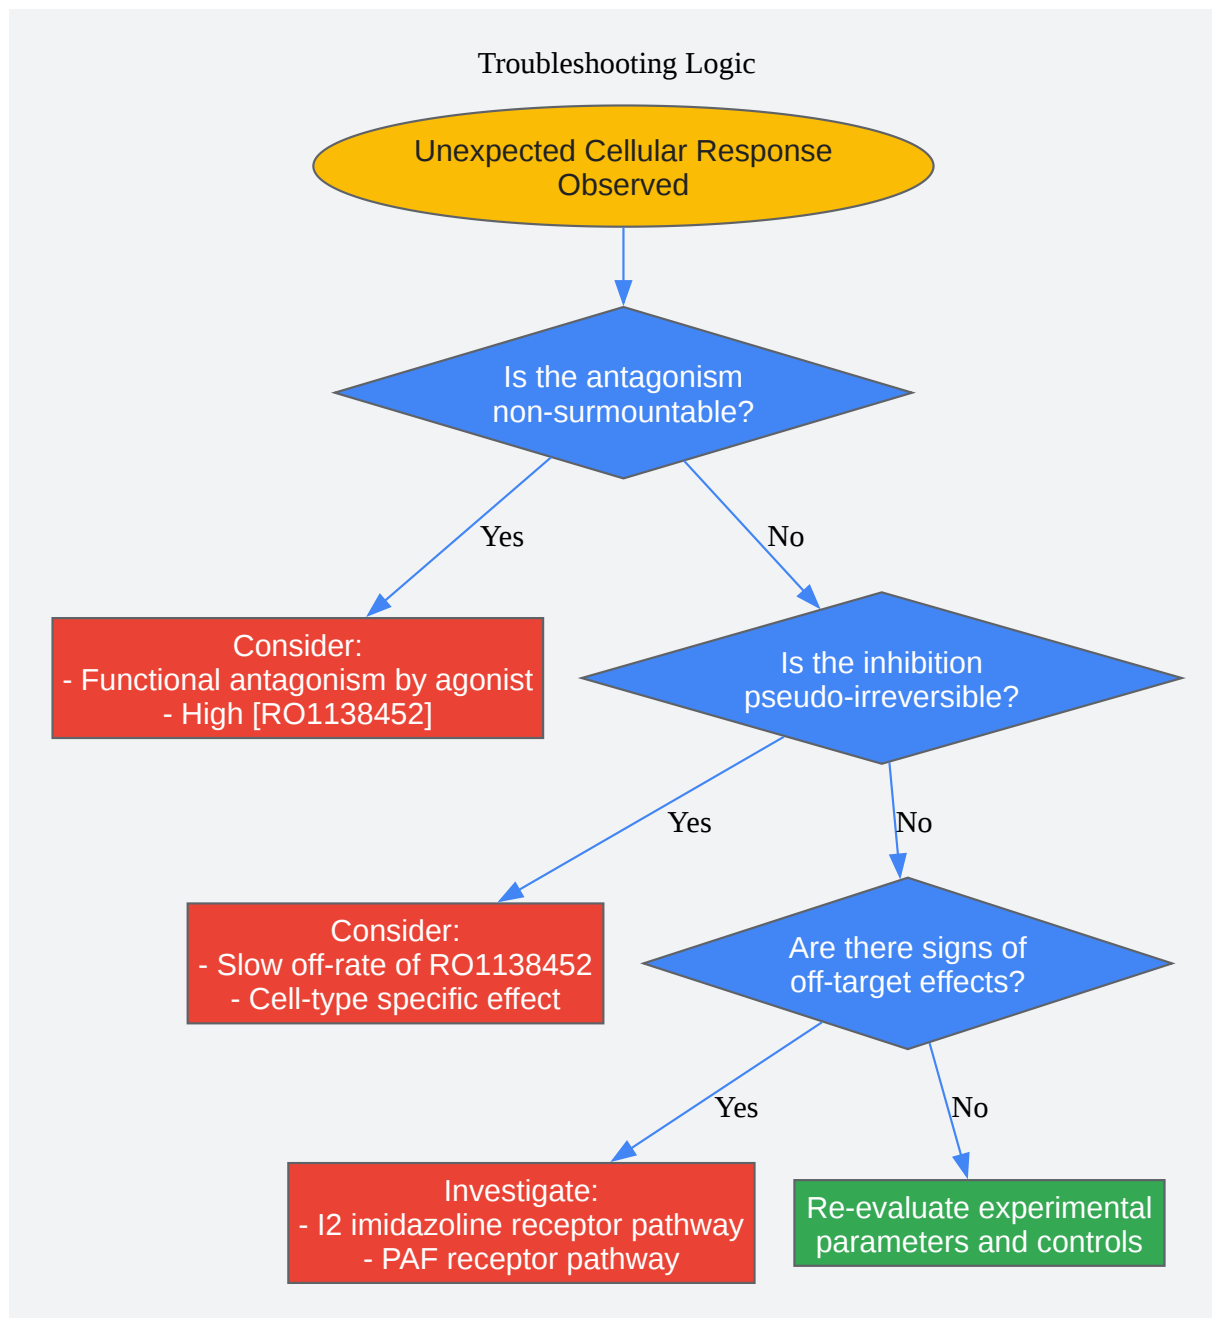 Troubleshooting Logic
Unexpected Cellular Response
Observed
Is the antagonism
non-surmountable?
Yes
No
Consider:
- Functional antagonism by agonist
- High [RO1138452]
Is the inhibition
pseudo-irreversible?
Yes
No
Consider:
- Slow off-rate of RO1138452
- Cell-type specific effect
Are there signs of
off-target effects?
Yes
No
Investigate:
- I2 imidazoline receptor pathway
- PAF receptor pathway
Re-evaluate experimental
parameters and controls